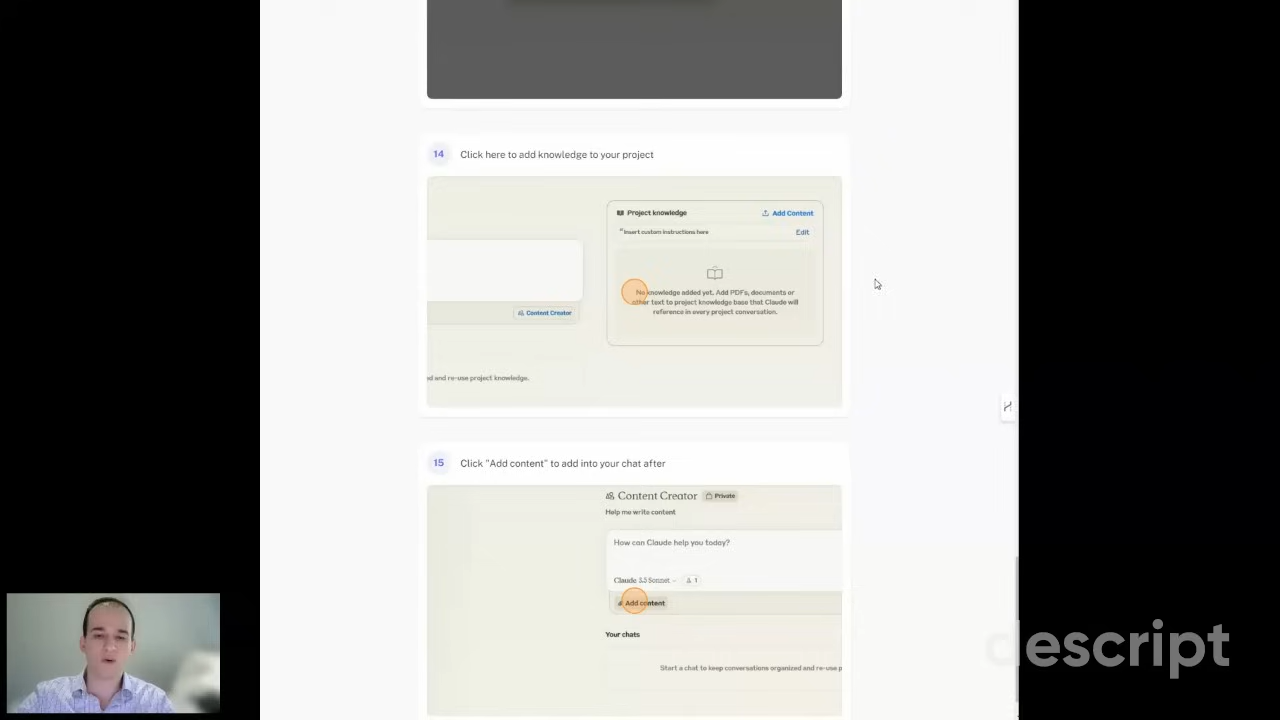 14 Click here to add knowledge to your project
Project knowledge
Add Content
"Insert custom instructions here
Edit
No knowledge added yet. Add PDFs, documents or
other text to project knowledge base that Claude will
reference in every project conversation.
Content Creator
ed and re-use project knowledge.
15 Click "Add content" to add into your chat after
Content Creator Private
Help me write content
How can Claude help you today?
Claude 3.5 Sonnet 1
Add content
Your chats
Start a chat to keep conversations organized and re-use p
descript